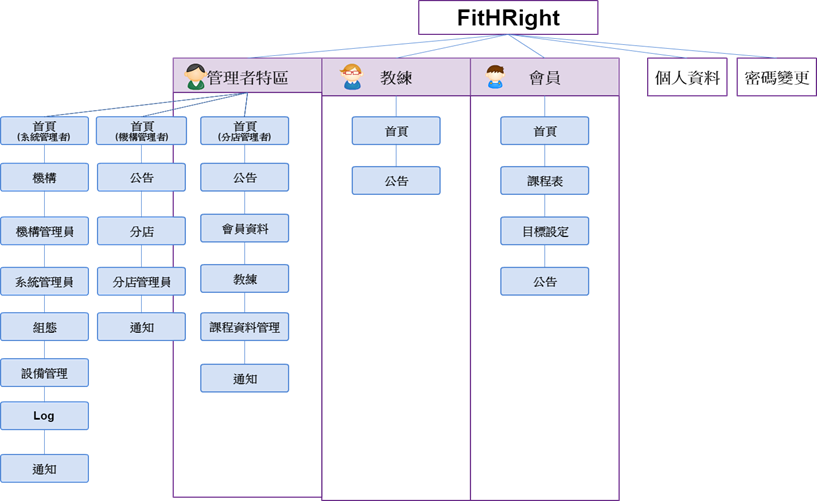 FitHRight
管理者特區
教練
會員
個人資料
密碼變更
首頁
(系統管理者)
機構
機構管理員
系統管理員
組態
設備管理
Log
通知
首頁
(機構管理者)
公告
分店
分店管理員
通知
首頁
(分店管理者)
公告
會員資料
教練
課程資料管理
通知
首頁
公告
首頁
課程表
目標設定
公告